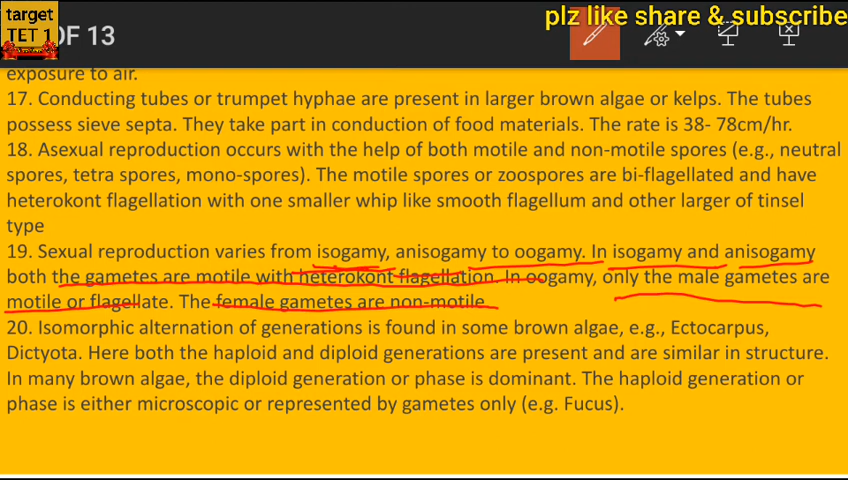 target
TET 1
OF 13
plz like share & subscribe
exposure to air.
17. Conducting tubes or trumpet hyphae are present in larger brown algae or kelps. The tubes
possess sieve septa. They take part in conduction of food materials. The rate is 38- 78cm/hr.
18. Asexual reproduction occurs with the help of both motile and non-motile spores (e.g., neutral
spores, tetra spores, mono-spores). The motile spores or zoospores are bi-flagellated and have
heterokont flagellation with one smaller whip like smooth flagellum and other larger of tinsel
type
19. Sexual reproduction varies from isogamy, anisogamy to oogamy. In isogamy and anisogamy
both the gametes are motile with heterokont flagellation. In oogamy, only the male gametes are
motile or flagellate. The female gametes are non-motile.
20. Isomorphic alternation of generations is found in some brown algae, e.g., Ectocarpus,
Dictyota. Here both the haploid and diploid generations are present and are similar in structure.
In many brown algae, the diploid generation or phase is dominant. The haploid generation or
phase is either microscopic or represented by gametes only (e.g. Fucus).